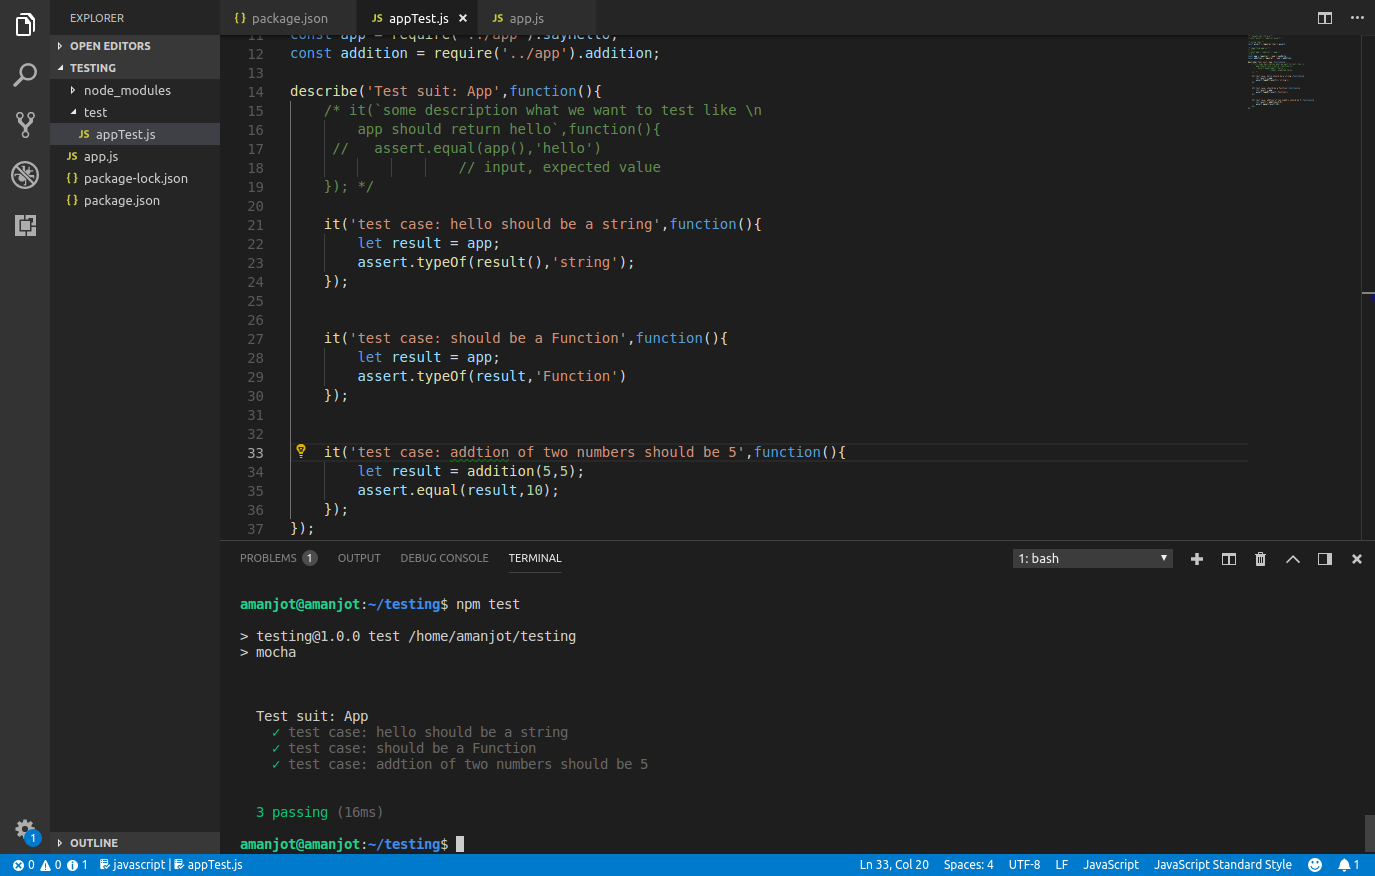 EXPLORER
OPEN EDITORS
TESTING
node_modules
test
JS appTest.js
JS app.js
{} package-lock.json
{} package.json
OUTLINE
1
{} package.json
JS appTest.js ×
JS app.js
11 const app = require('../app').sayHello;
12 const addition = require('../app').addition;
13
14 describe('Test suit: App',function(){
15 /* it(`some description what we want to test like \n
16 app should return hello`,function(){
17 // assert.equal(app(),'hello')
18 // input, expected value
19 }); */
20
21 it('test case: hello should be a string',function(){
22 let result = app;
23 assert.typeOf(result(),'string');
24 });
25
26
27 it('test case: should be a Function',function(){
28 let result = app;
29 assert.typeOf(result,'Function')
30 });
31
32
33 it('test case: addtion of two numbers should be 5',function(){
34 let result = addition(5,5);
35 assert.equal(result,10);
36 });
37 });
PROBLEMS 1 OUTPUT DEBUG CONSOLE TERMINAL 1: bash
amanjot@amanjot:~/testing$ npm test
> testing@1.0.0 test /home/amanjot/testing
> mocha
Test suit: App
✓ test case: hello should be a string
✓ test case: should be a Function
✓ test case: addtion of two numbers should be 5
3 passing (16ms)
amanjot@amanjot:~/testing$
0 0 1 javascript | appTest.js Ln 33, Col 20 Spaces: 4 UTF-8 LF JavaScript JavaScript Standard Style 1